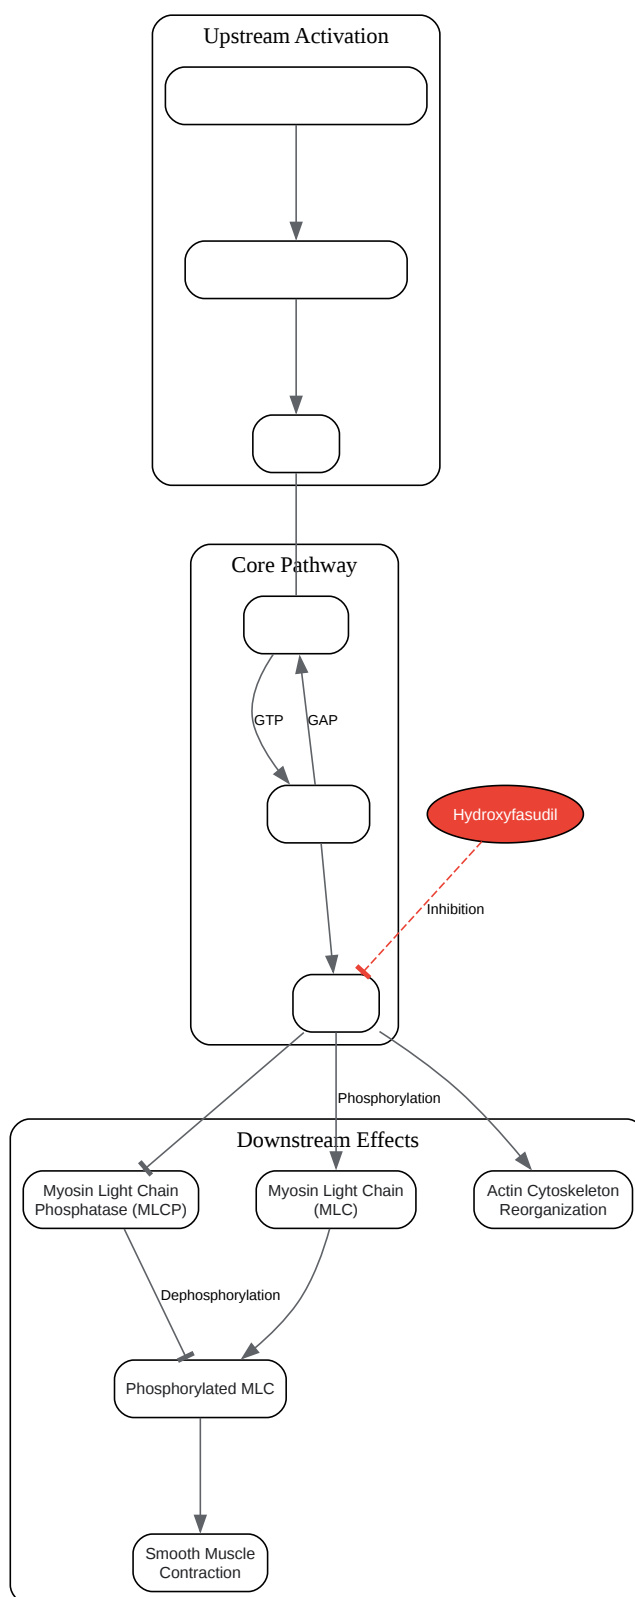 Upstream Activation
Core Pathway
GTP
GAP
Hydroxyfasudil
Inhibition
Phosphorylation
Downstream Effects
Myosin Light Chain
Phosphatase (MLCP)
Myosin Light Chain
(MLC)
Actin Cytoskeleton
Reorganization
Dephosphorylation
Phosphorylated MLC
Smooth Muscle
Contraction